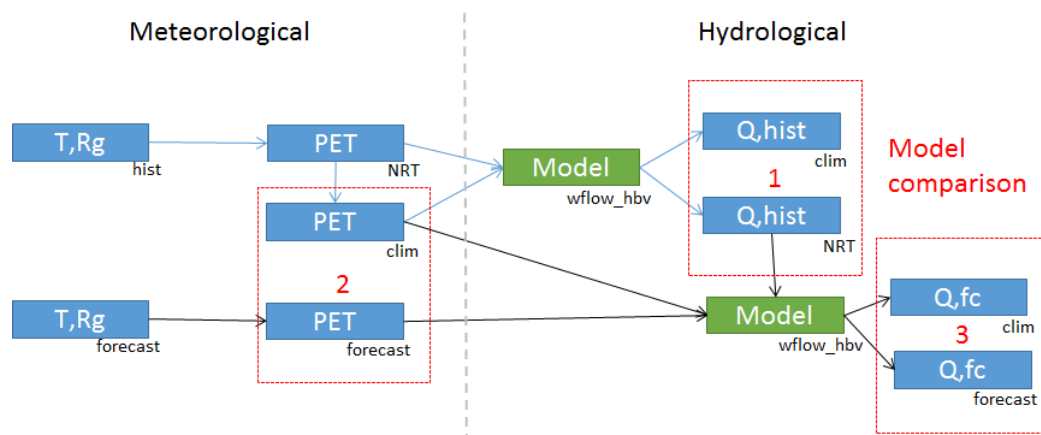 Meteorological
Hydrological
T,Rg
hist
PET
NRT
PET
clim
Model
wflow_hbv
Q,hist
clim
1
Q,hist
NRT
Model
comparison
2
T,Rg
forecast
PET
forecast
Model
wflow_hbv
Q,fc
clim
3
Q,fc
forecast